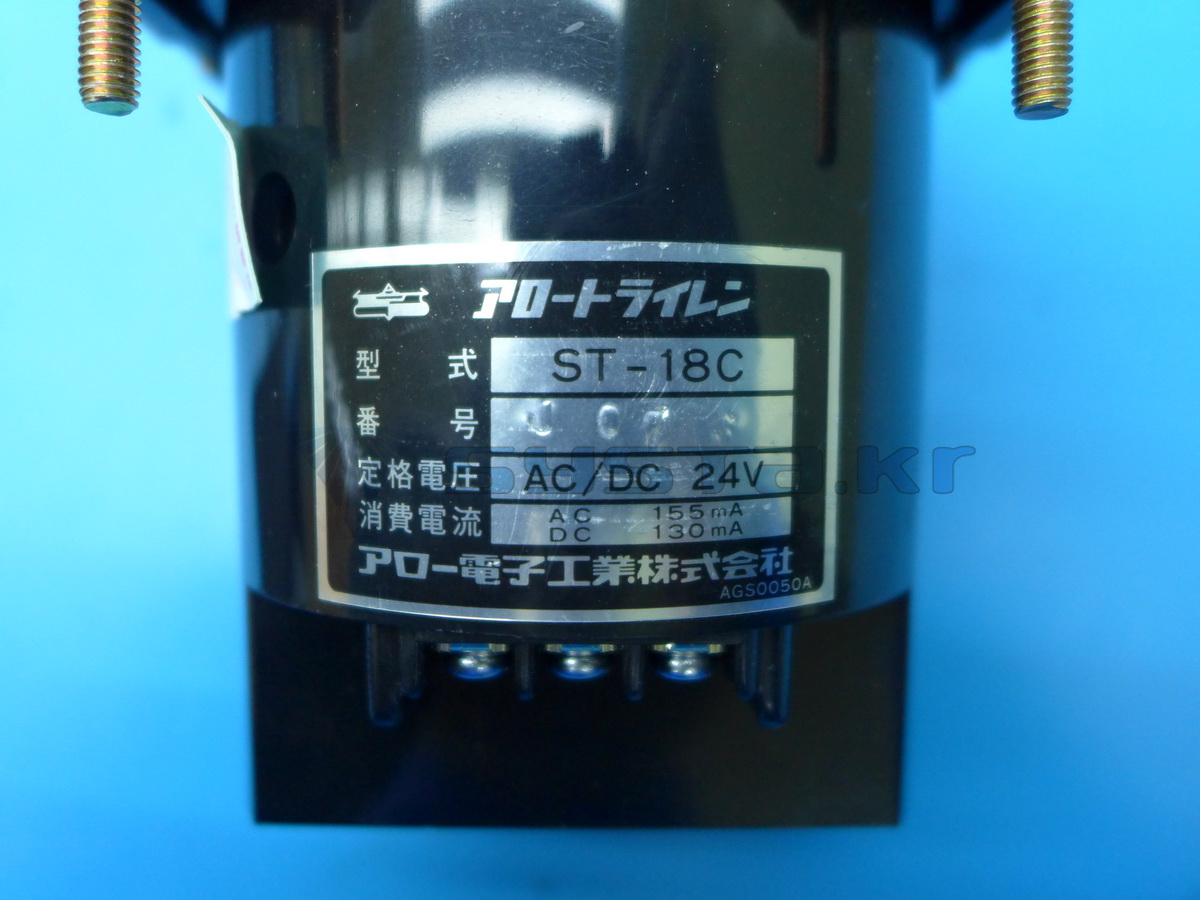 アロートライレン
型式 ST-18C
番号
定格電圧 AC/DC 24V
消費電流 AC 155mA
DC 130mA
アロー電子工業株式会社
AGS0050A